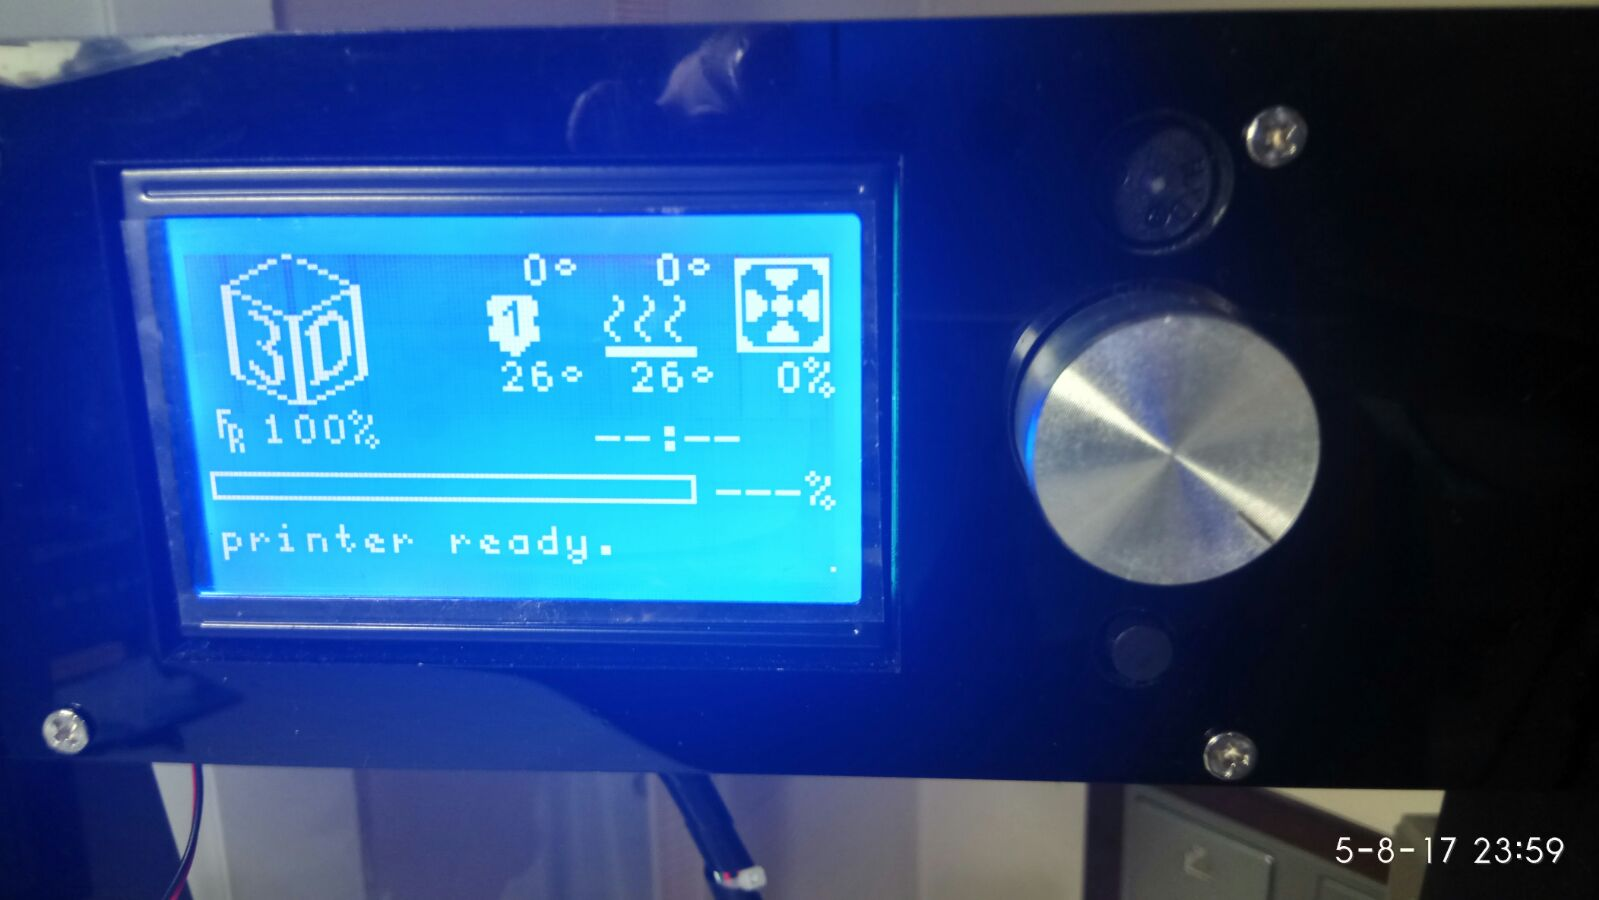 3D
0° 0°
1
26° 26° 0%
FR 100% --:--
---%
printer ready.
5-8-17 23:59